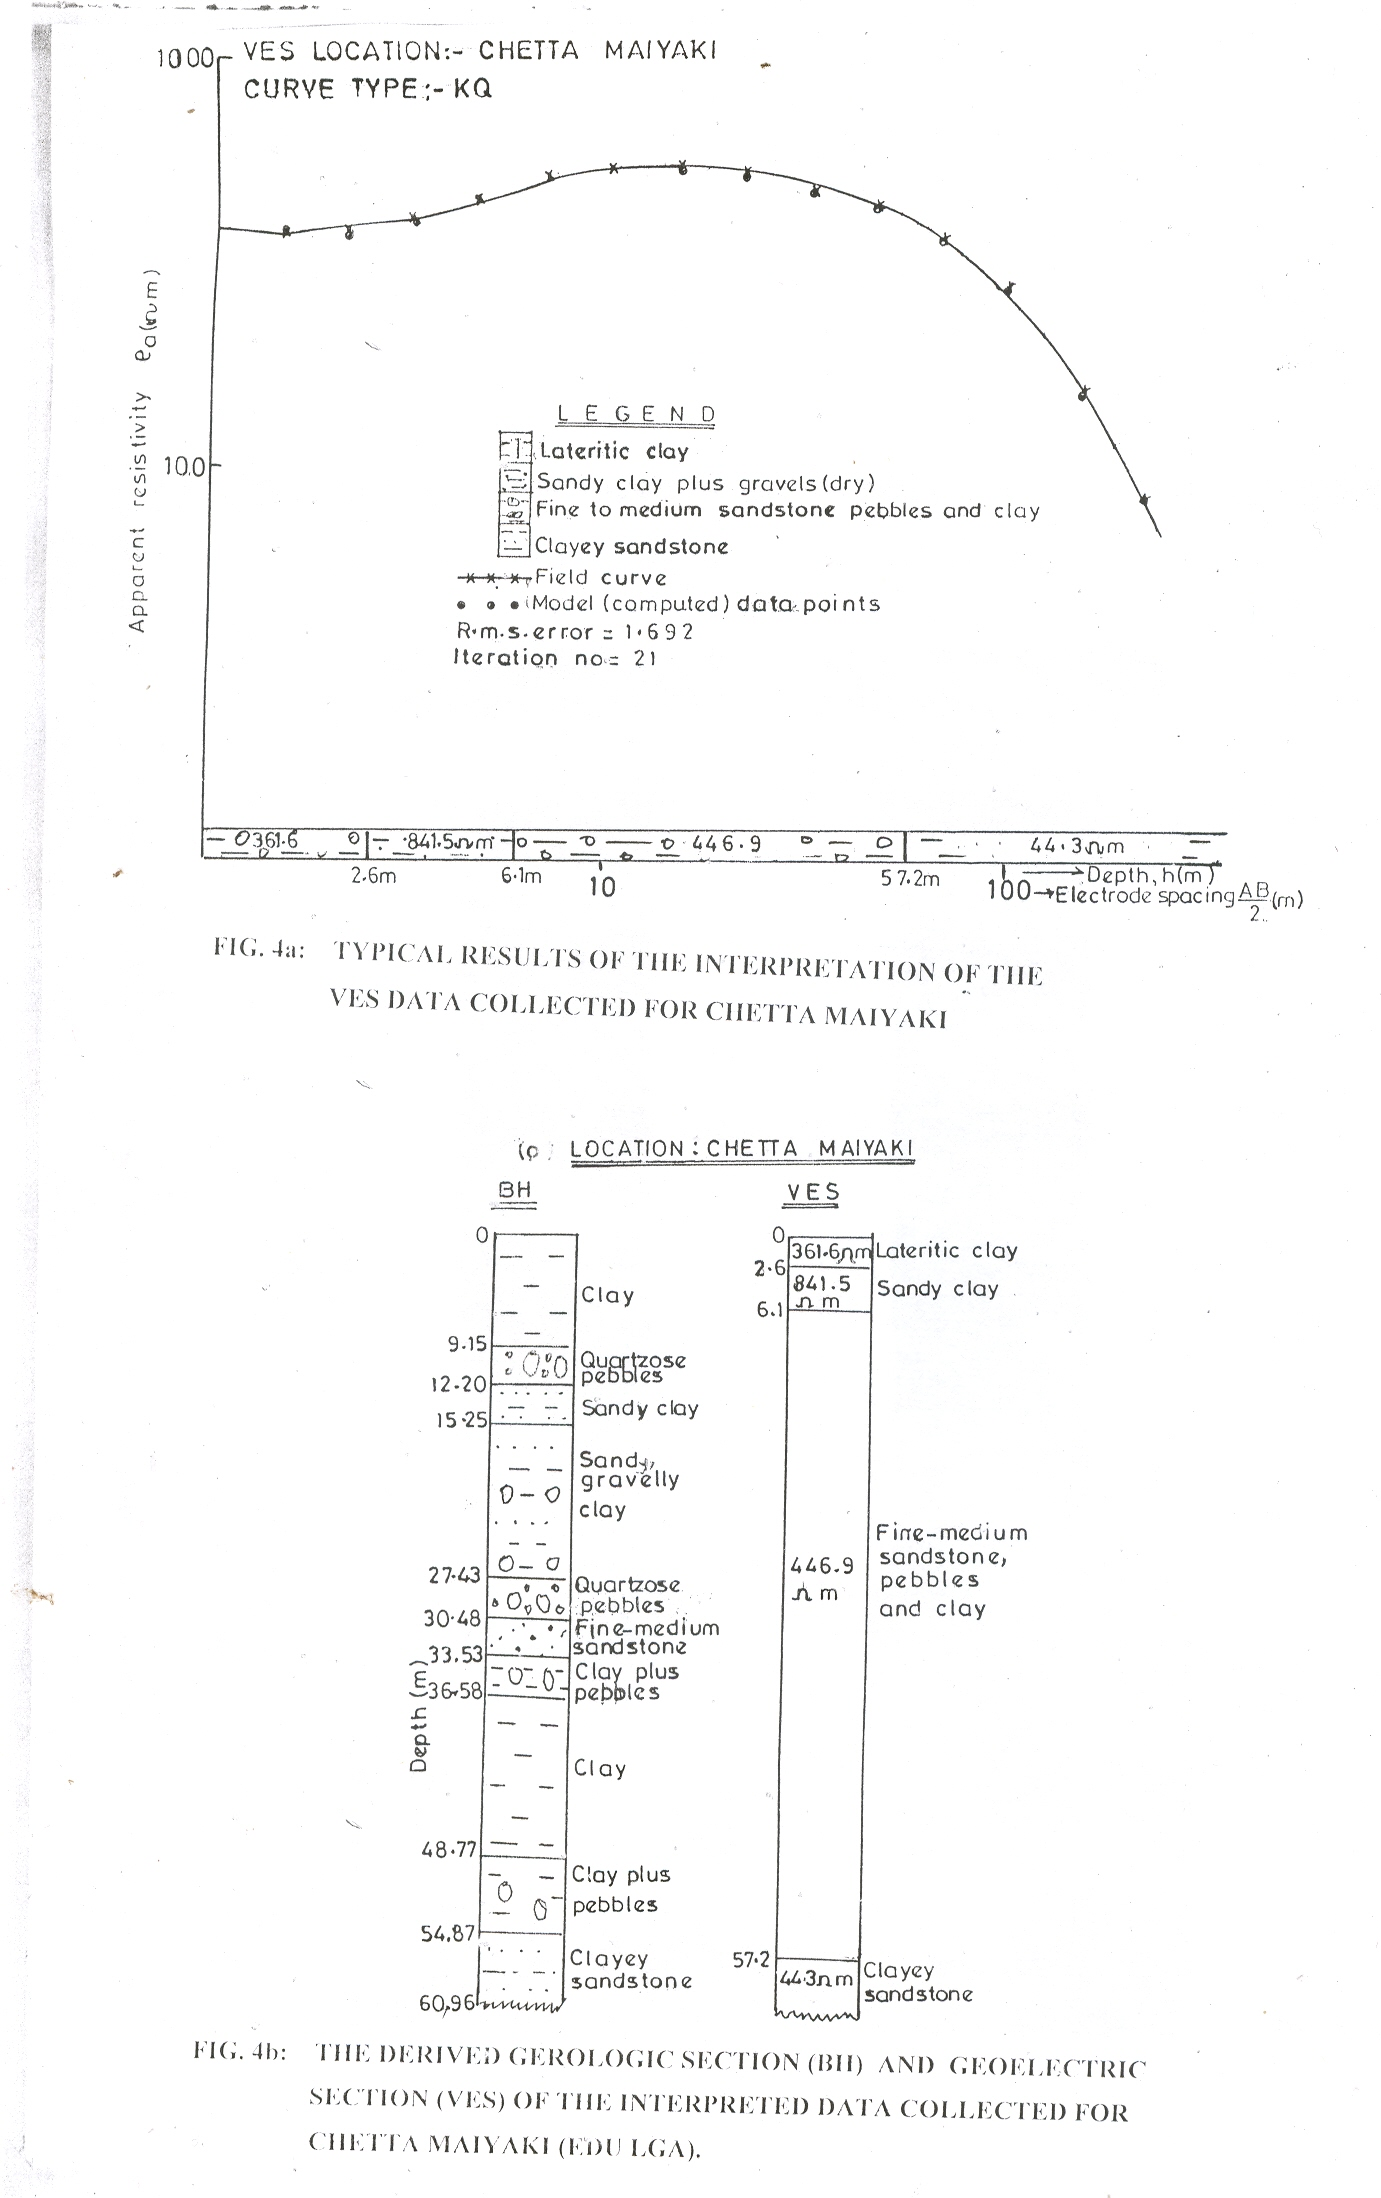 1000
VES LOCATION:- CHETTA MAIYAKI
CURVE TYPE:- KQ
Apparent resistivity ρa(Ωm)
10.0
LEGEND
Lateritic clay
Sandy clay plus gravels (dry)
Fine to medium sandstone pebbles and clay
Clayey sandstone
Field curve
Model (computed) data points
R.m.s. error = 1.692
Iteration no = 21
361.6 841.5Ωm 446.9 44.3Ωm
2.6m 6.1m 10 57.2m 100
Depth, h(m)
Electrode spacing AB/2 (m)
FIG. 4a: TYPICAL RESULTS OF THE INTERPRETATION OF THE
VES DATA COLLECTED FOR CHETTA MAIYAKI
LOCATION : CHETTA MAIYAKI
BH
0
Clay
9.15
Quartzose
pebbles
12.20
Sandy clay
15.25
Sandy,
gravelly
clay
27.43
Quartzose
pebbles
30.48
Fine-medium
sandstone
33.53
Clay plus
pebbles
36.58
Depth (m)
Clay
48.77
Clay plus
pebbles
54.87
Clayey
sandstone
60.96
VES
0
361.6Ωm Lateritic clay
2.6
841.5
Ωm
Sandy clay
6.1
446.9
Ωm
Fine-medium
sandstone,
pebbles
and clay
57.2
44.3Ωm
Clayey
sandstone
FIG. 4b: THE DERIVED GEROLOGIC SECTION (BH) AND GEOELECTRIC
SECTION (VES) OF THE INTERPRETED DATA COLLECTED FOR
CHETTA MAIYAKI (EDU LGA).